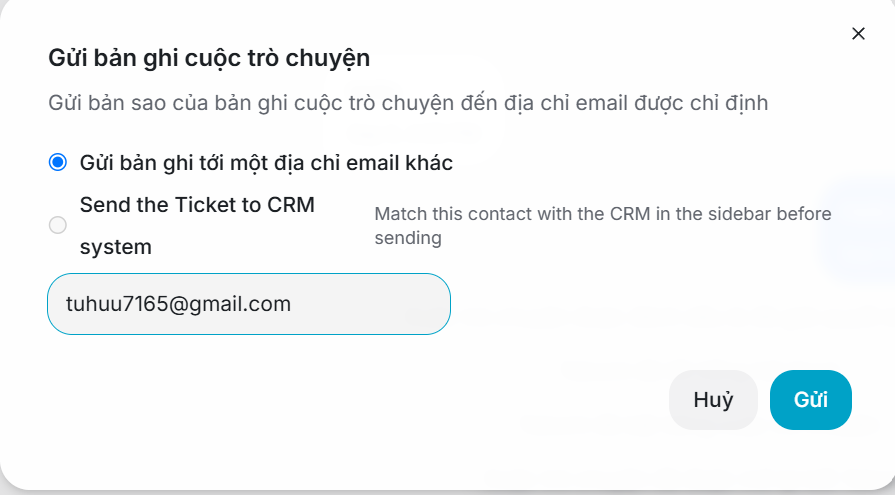 Gửi bản ghi cuộc trò chuyện
Gửi bản sao của bản ghi cuộc trò chuyện đến địa chỉ email được chỉ định
Gửi bản ghi tới một địa chỉ email khác
Send the Ticket to CRM
system
Match this contact with the CRM in the sidebar before
sending
tuhuu7165@gmail.com
Huỷ
Gửi